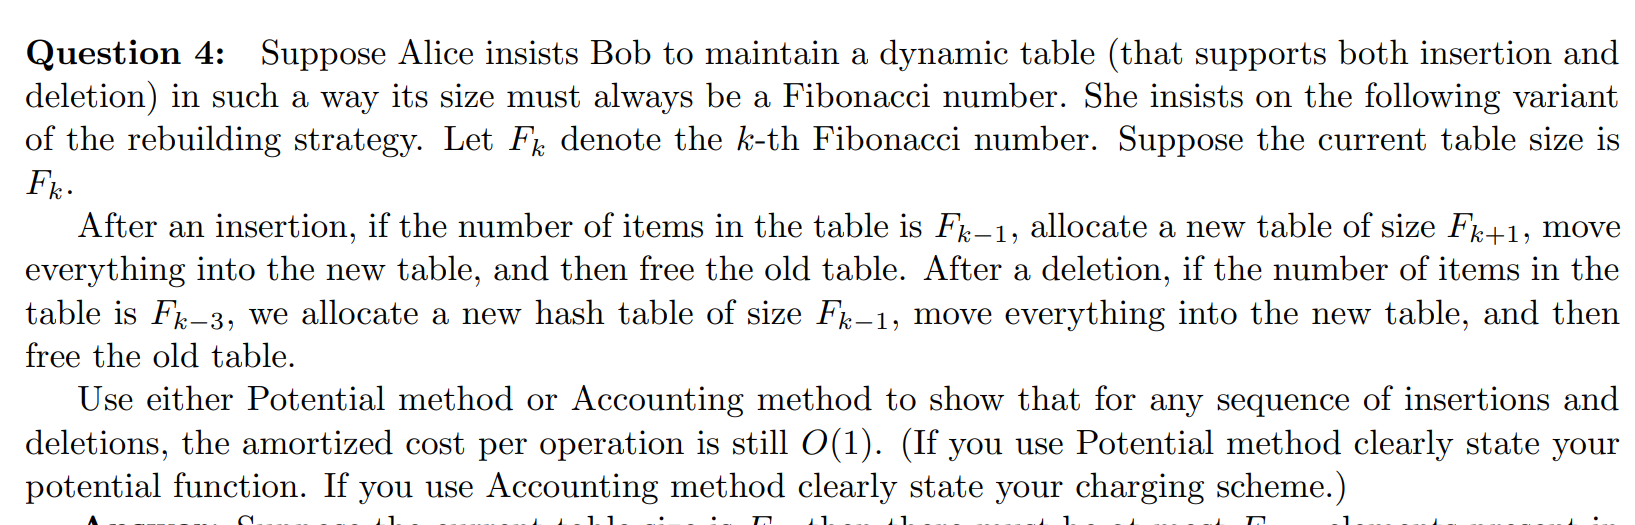 Question 4: Suppose Alice insists Bob to maintain a dynamic table (that supports both insertion and
deletion) in such a way its size must always be a Fibonacci number. She insists on the following variant
of the rebuilding strategy. Let Fₖ denote the k-th Fibonacci number. Suppose the current table size is
Fₖ.
After an insertion, if the number of items in the table is Fₖ₋₁, allocate a new table of size Fₖ₊₁, move
everything into the new table, and then free the old table. After a deletion, if the number of items in the
table is Fₖ₋₃, we allocate a new hash table of size Fₖ₋₁, move everything into the new table, and then
free the old table.
Use either Potential method or Accounting method to show that for any sequence of insertions and
deletions, the amortized cost per operation is still O(1). (If you use Potential method clearly state your
potential function. If you use Accounting method clearly state your charging scheme.)